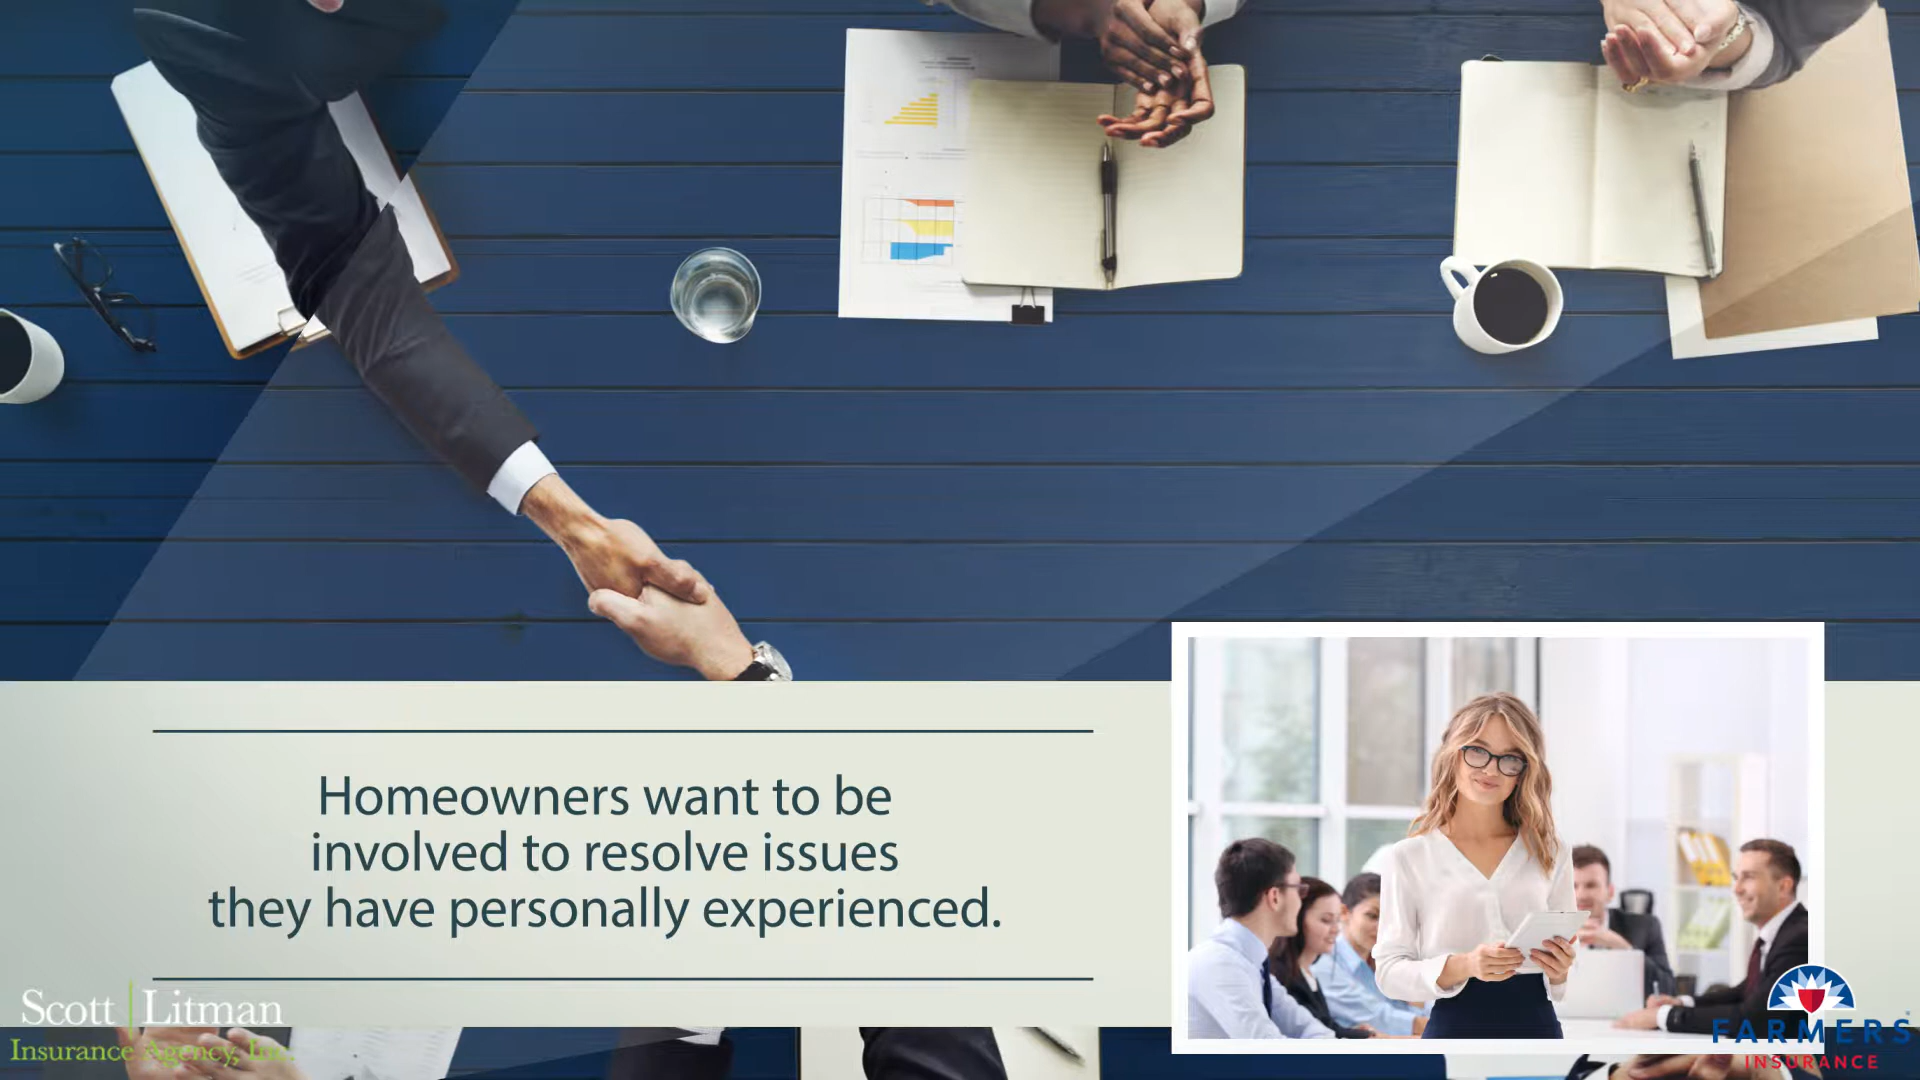 Homeowners want to be
involved to resolve issues
they have personally experienced.
Scott Litman
Insurance Agency, Inc.
FARMERS
INSURANCE